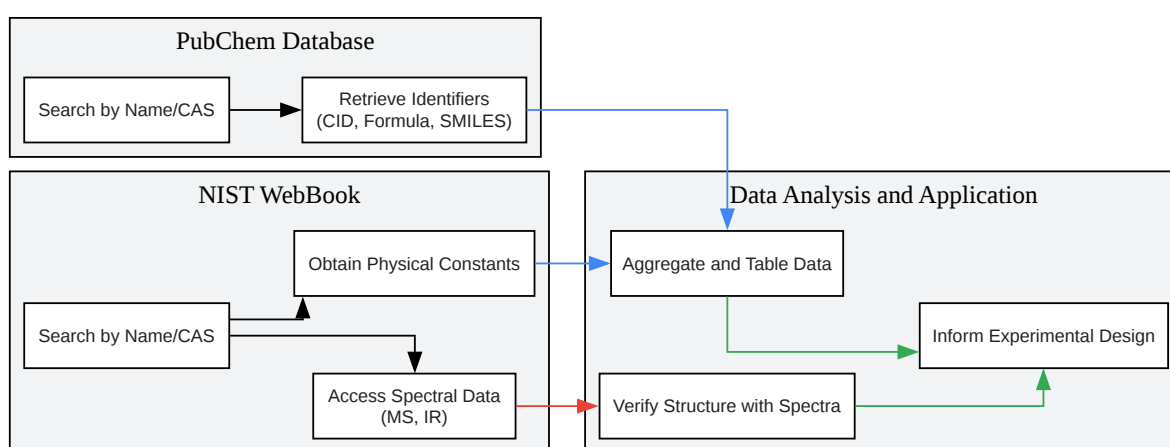 PubChem Database
Search by Name/CAS
Retrieve Identifiers
(CID, Formula, SMILES)
NIST WebBook
Obtain Physical Constants
Search by Name/CAS
Access Spectral Data
(MS, IR)
Data Analysis and Application
Aggregate and Table Data
Inform Experimental Design
Verify Structure with Spectra